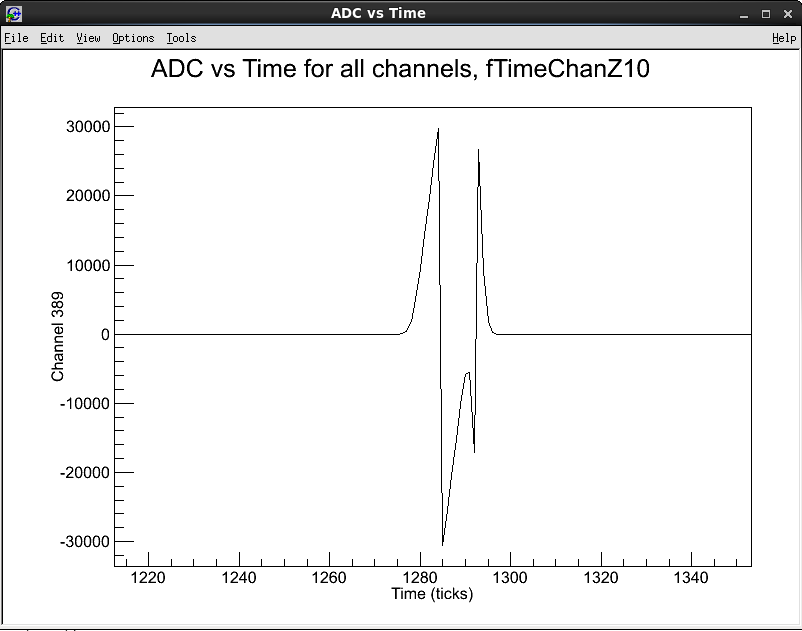 ADC vs Time
File Edit View Options Tools Help
ADC vs Time for all channels, fTimeChanZ10
30000
20000
10000
0
-10000
-20000
-30000
Channel 389
1220 1240 1260 1280 1300 1320 1340
Time (ticks)